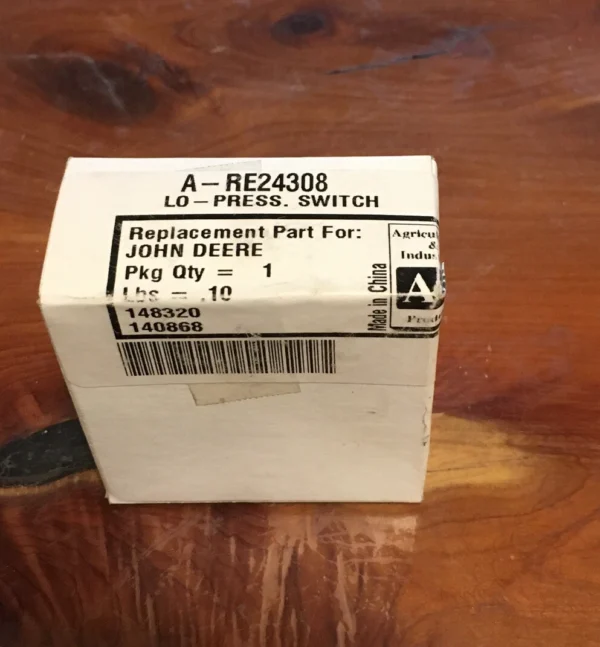 A-RE24308
LO-PRESS. SWITCH
Replacement Part For:
JOHN DEERE
Pkg Qty = 1
Lbs = .10
148320
140868
Made in China
&
A